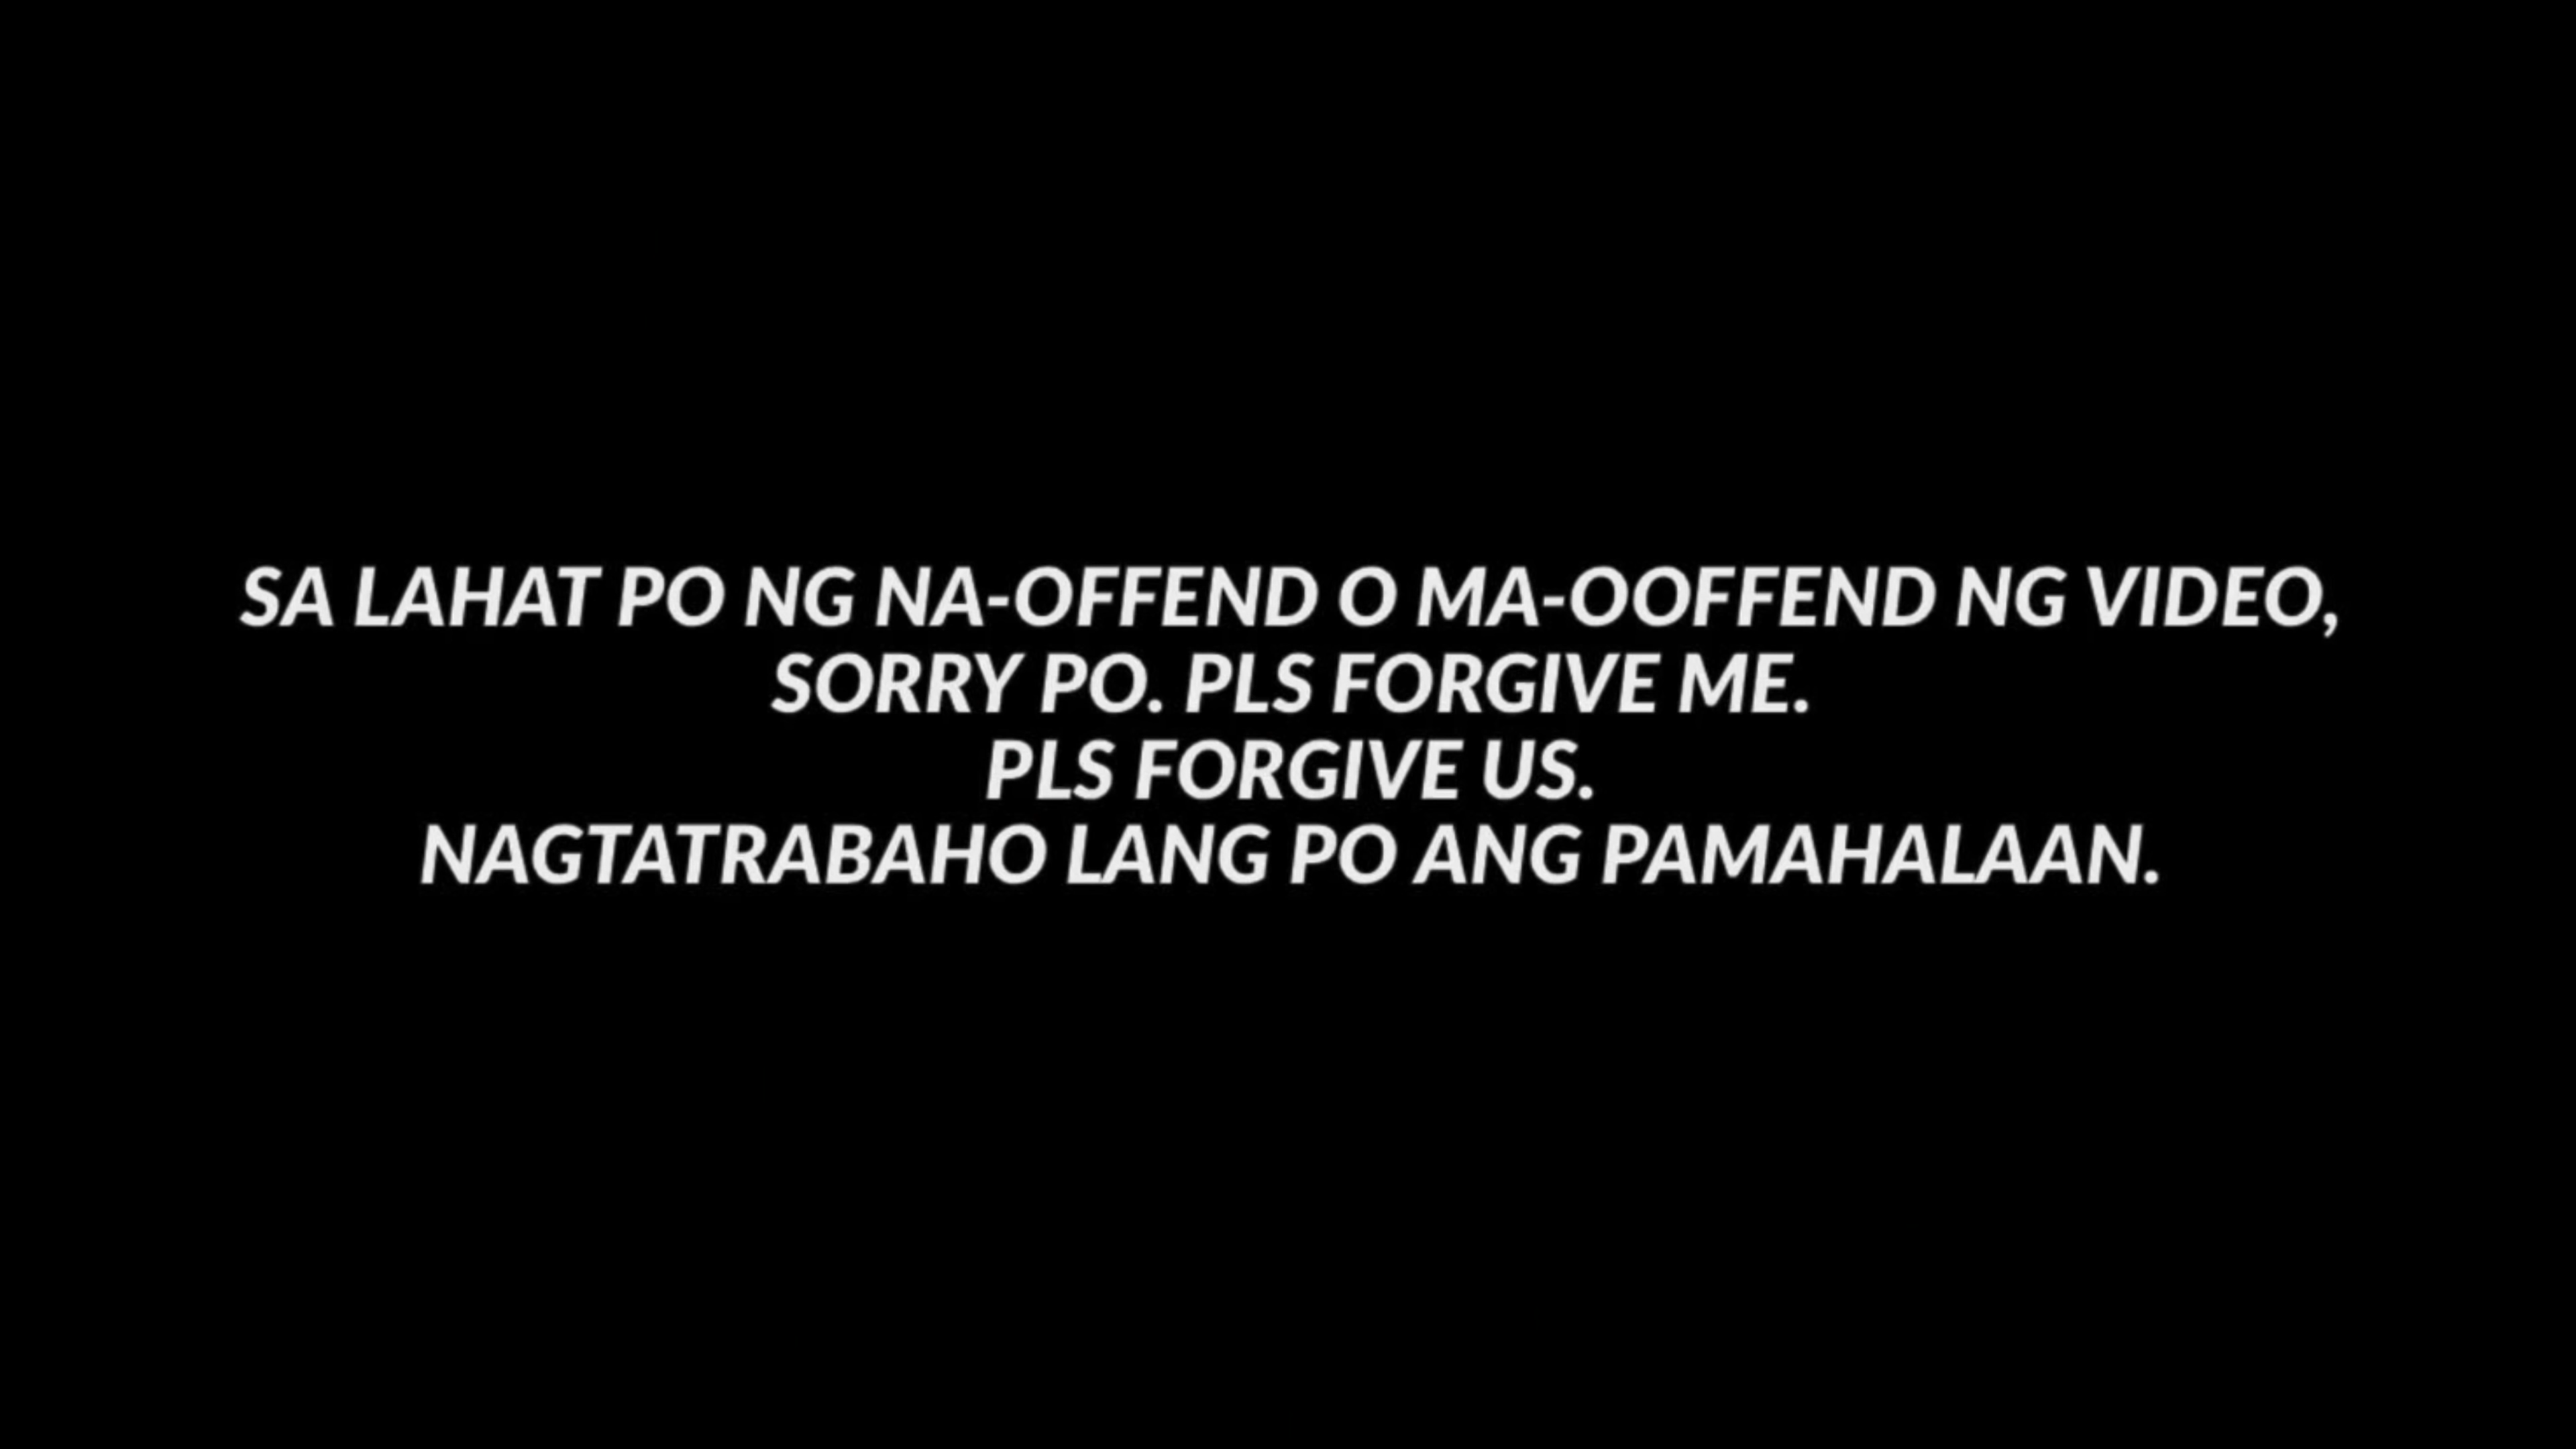 SA LAHAT PO NG NA-OFFEND O MA-OOFFEND NG VIDEO,
SORRY PO. PLS FORGIVE ME.
PLS FORGIVE US.
NAGTATRABAHO LANG PO ANG PAMAHALAAN.